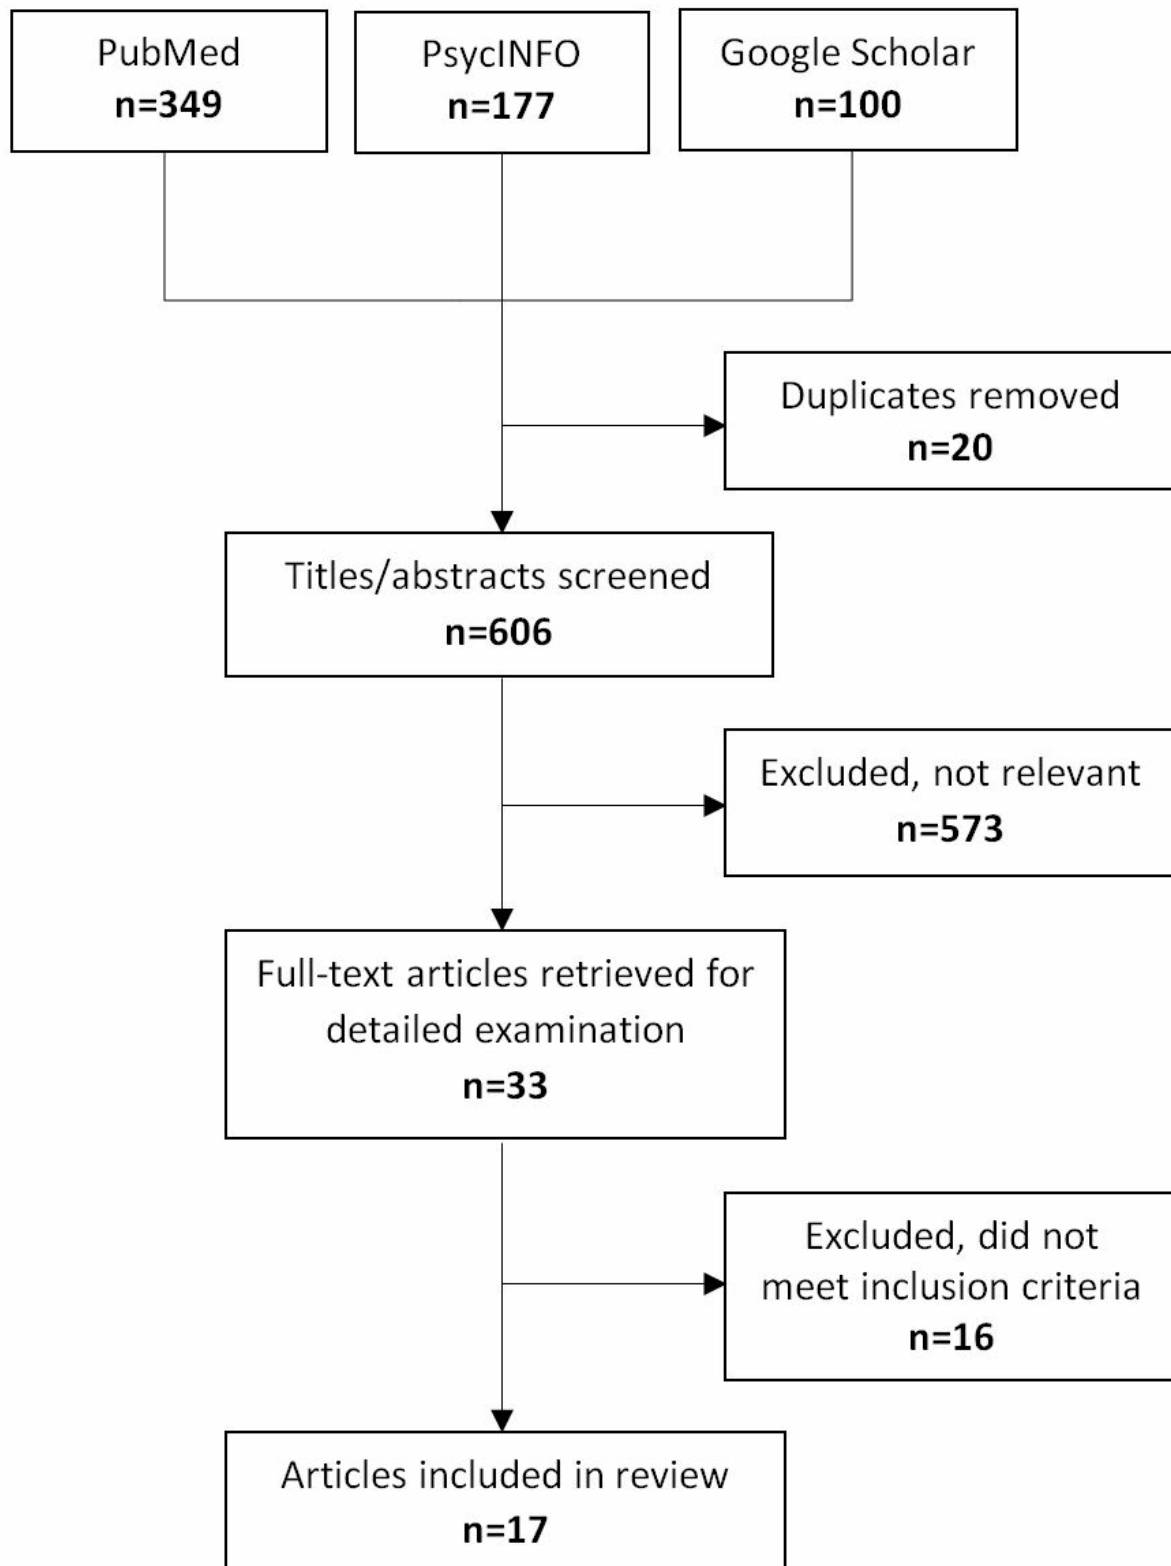 PubMed
n=349
PsycINFO
n=177
Google Scholar
n=100
Duplicates removed
n=20
Titles/abstracts screened
n=606
Excluded, not relevant
n=573
Full-text articles retrieved for
detailed examination
n=33
Excluded, did not
meet inclusion criteria
n=16
Articles included in review
n=17